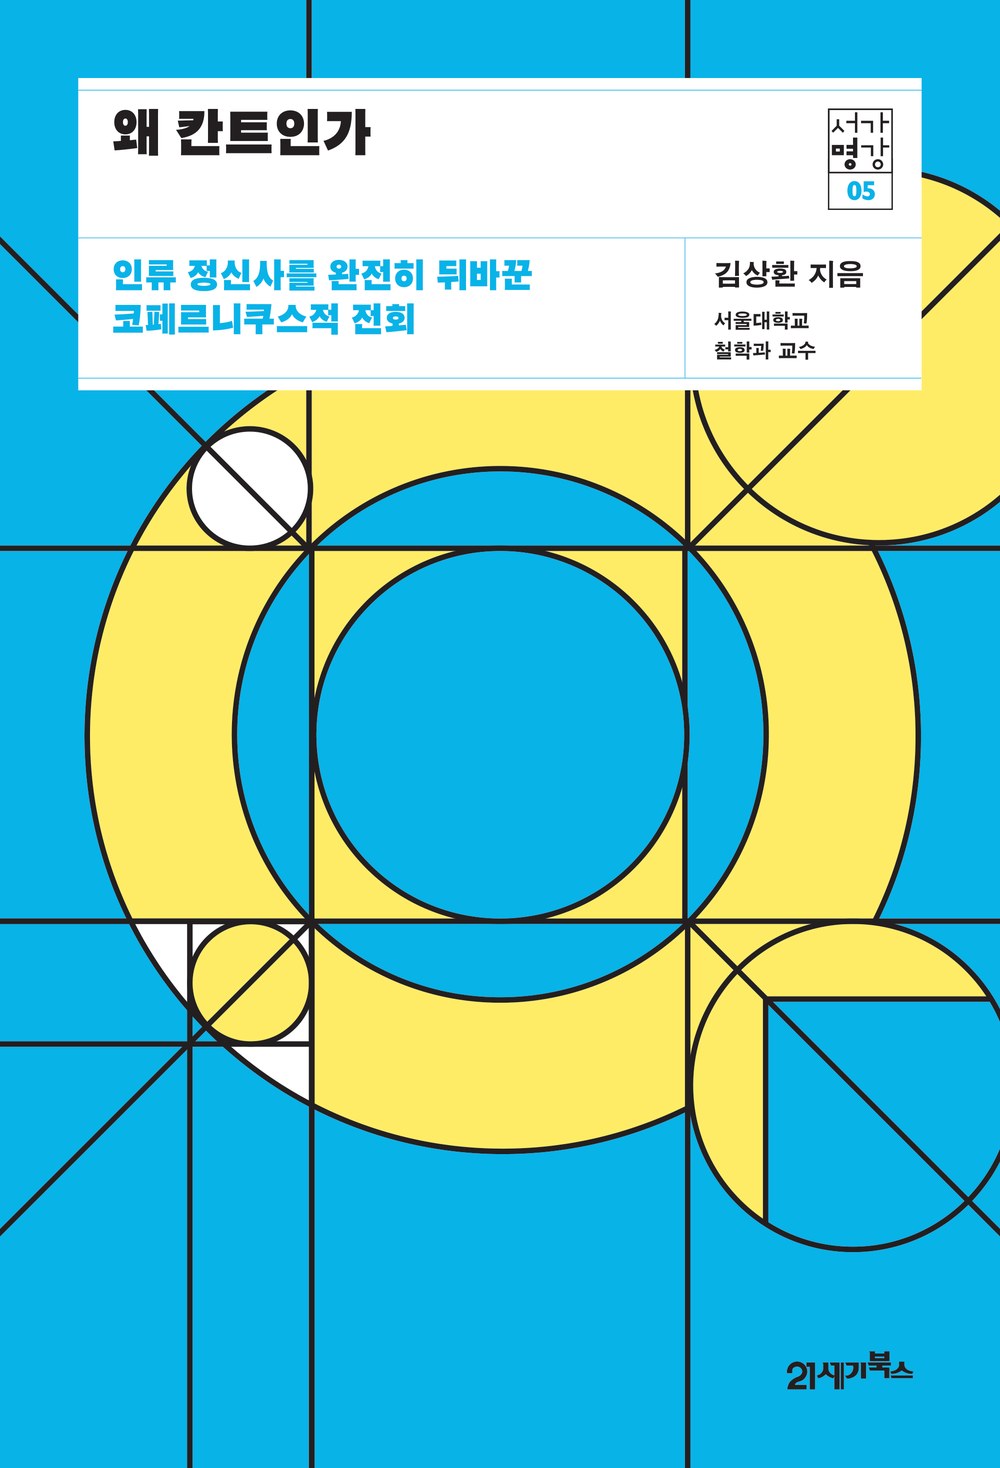 왜 칸트인가
서가
명강
05
인류 정신사를 완전히 뒤바꾼
코페르니쿠스적 전회
김상환 지음
서울대학교
철학과 교수
21세기북스